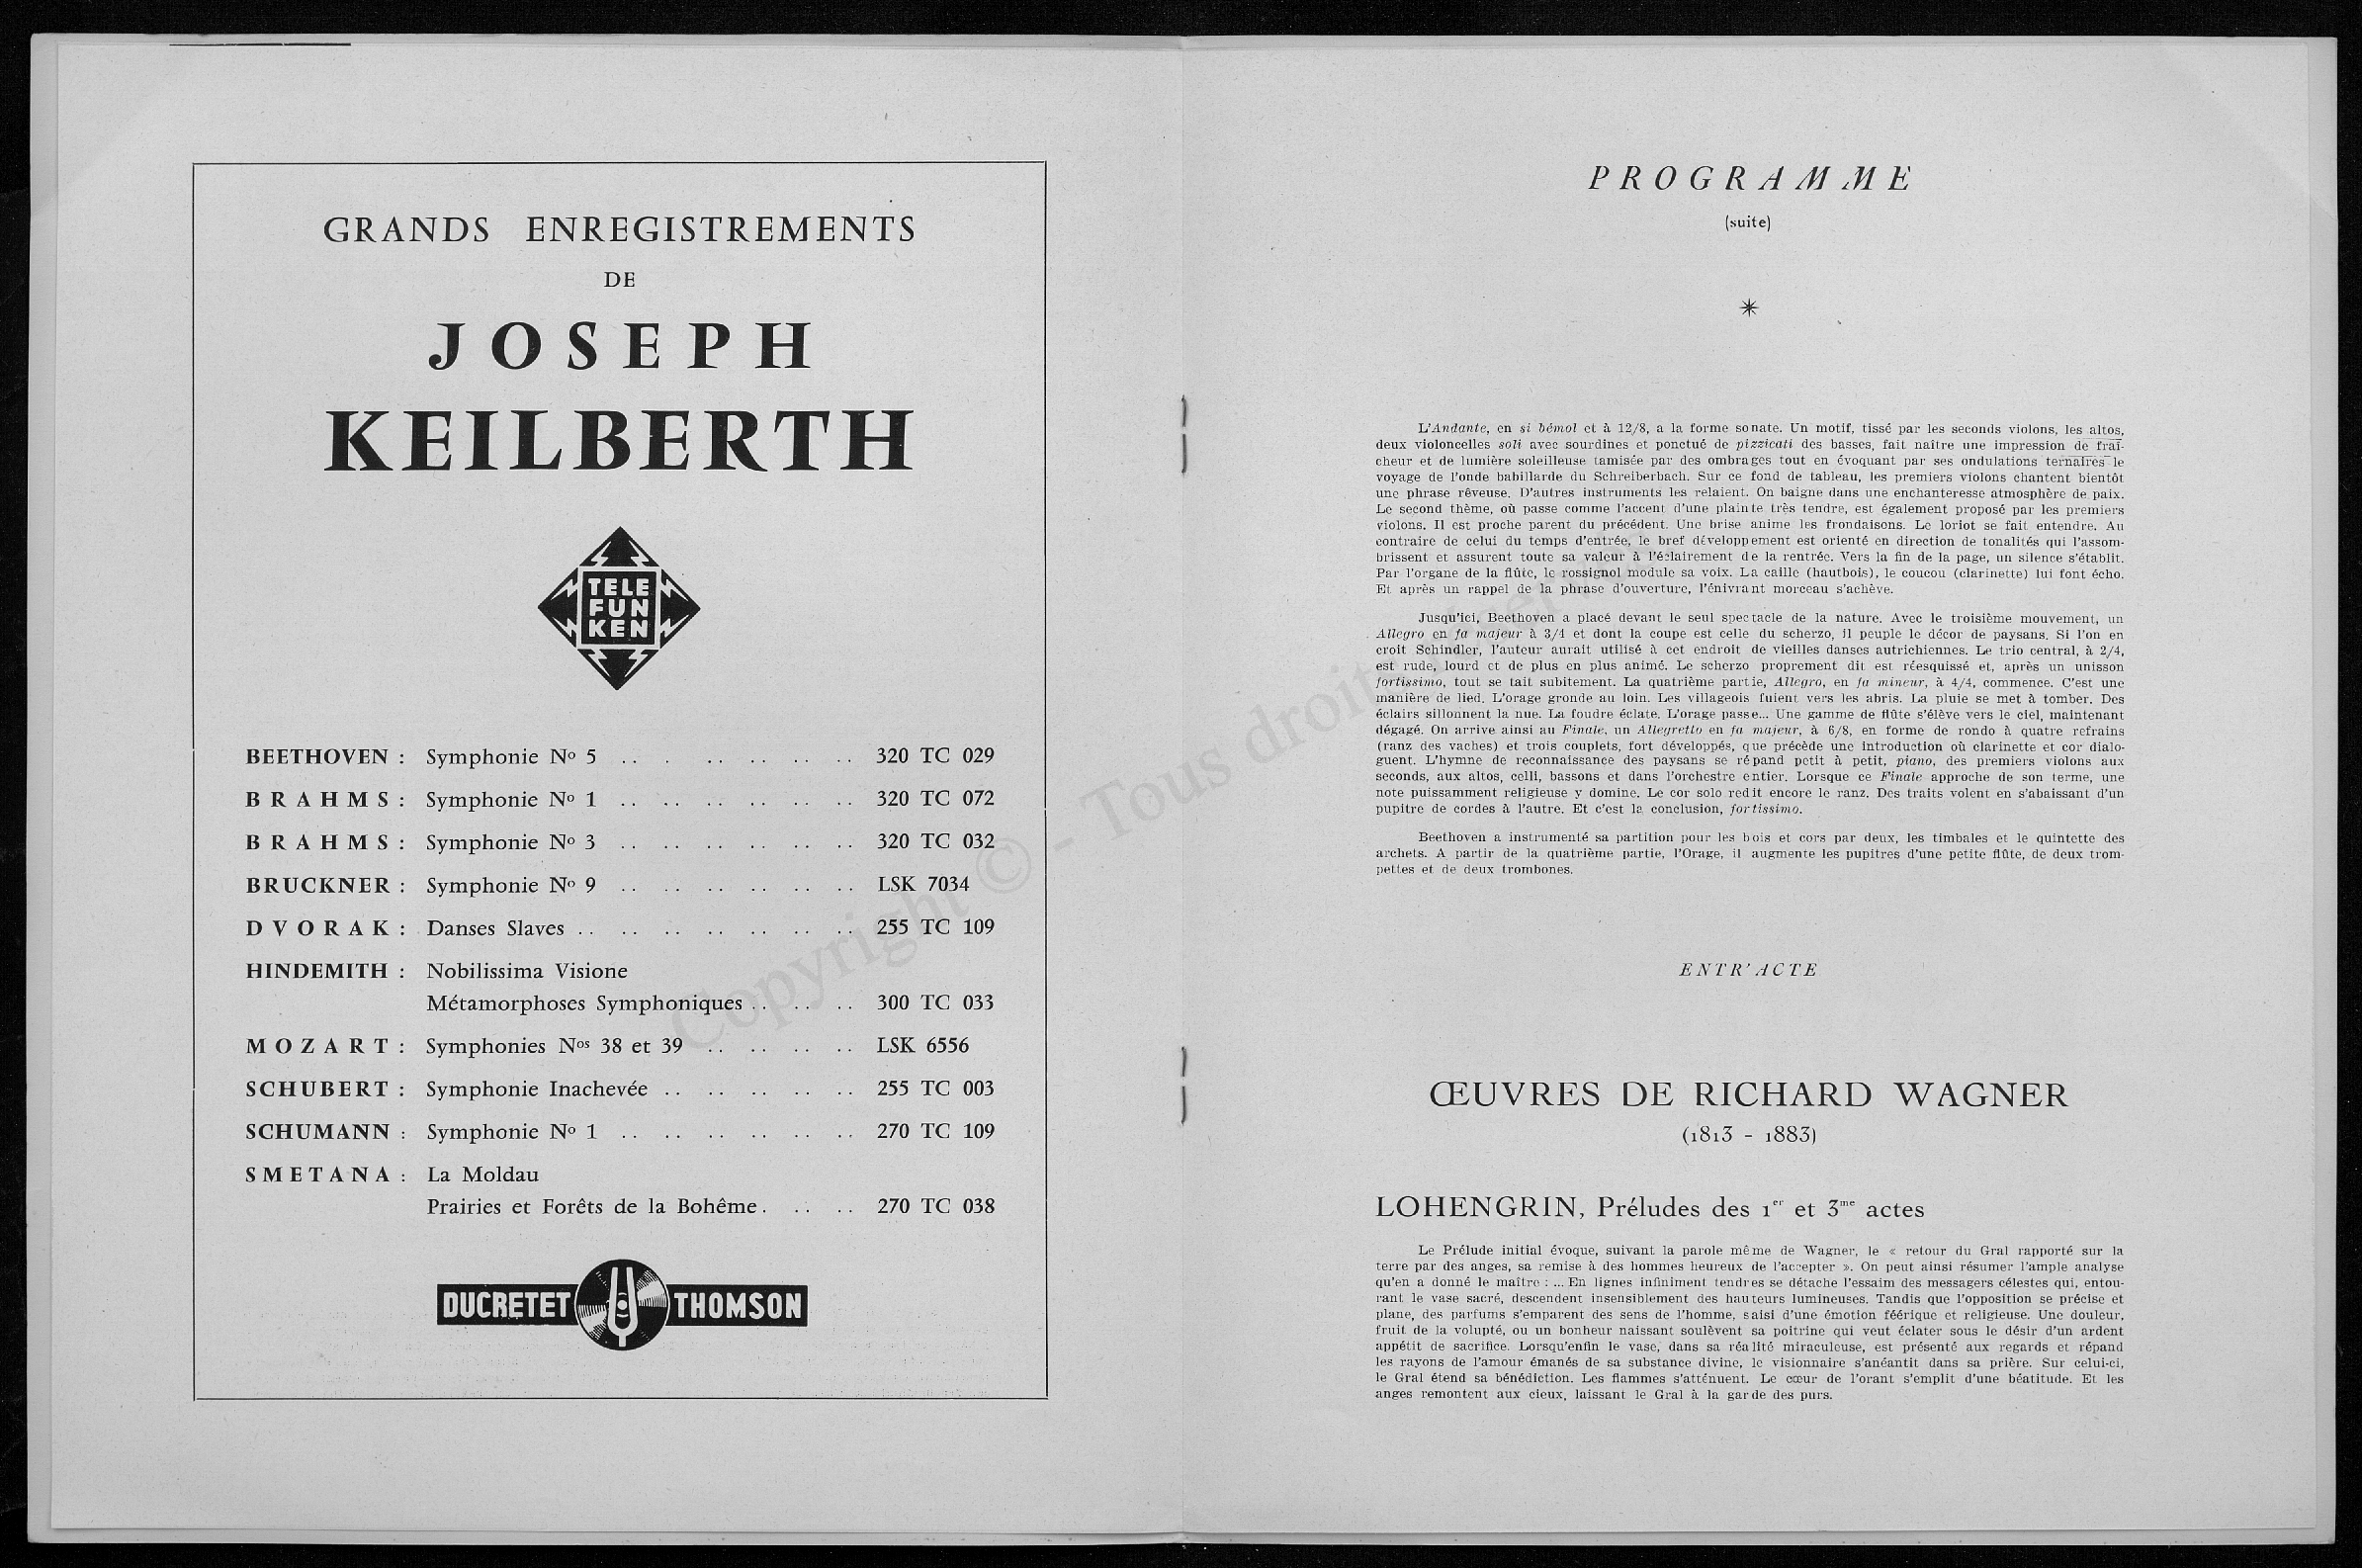 GRANDS ENREGISTREMENTS
DE
JOSEPH
KEILBERTH
TELE
FUN
KEN
BEETHOVEN : Symphonie No 5 .. . .. .. .. .. 320 TC 029
BRAHMS : Symphonie No 1 .. .. .. .. .. .. 320 TC 072
BRAHMS : Symphonie No 3 .. .. .. .. .. .. 320 TC 032
BRUCKNER : Symphonie No 9 .. .. .. .. .. .. LSK 7034
DVORAK : Danses Slaves .. .. .. .. .. .. .. 255 TC 109
HINDEMITH : Nobilissima Visione
Métamorphoses Symphoniques .. .. .. 300 TC 033
MOZART : Symphonies Nos 38 et 39 .. .. .. .. LSK 6556
SCHUBERT : Symphonie Inachevée .. .. .. .. .. 255 TC 003
SCHUMANN : Symphonie No 1 .. .. .. .. .. .. 270 TC 109
SMETANA : La Moldau
Prairies et Forêts de la Bohême . .. .. 270 TC 038
DUCRETET THOMSON
PROGRAMME
(suite)
L'Andante, en si bémol et à 12/8, a la forme sonate. Un motif, tissé par les seconds violons, les altos,
deux violoncelles soli avec sourdines et ponctué de pizzicati des basses, fait naître une impression de fraî-
cheur et de lumière soleilleuse tamisée par des ombrages tout en évoquant par ses ondulations ternaires le
voyage de l'onde babillarde du Schreiberbach. Sur ce fond de tableau, les premiers violons chantent bientôt
une phrase rêveuse. D'autres instruments les relaient. On baigne dans une enchanteresse atmosphère de paix.
Le second thème, où passe comme l'accent d'une plainte très tendre, est également proposé par les premiers
violons. Il est proche parent du précédent. Une brise anime les frondaisons. Le loriot se fait entendre. Au
contraire de celui du temps d'entrée, le bref développement est orienté en direction de tonalités qui l'assom-
brissent et assurent toute sa valeur à l'éclairement de la rentrée. Vers la fin de la page, un silence s'établit.
Par l'organe de la flûte, le rossignol module sa voix. La caille (hautbois), le coucou (clarinette) lui font écho.
Et après un rappel de la phrase d'ouverture, l'énivrant morceau s'achève.
Jusqu'ici, Beethoven a placé devant le seul spectacle de la nature. Avec le troisième mouvement, un
Allegro en fa majeur à 3/4 et dont la coupe est celle du scherzo, il peuple le décor de paysans. Si l'on en
croit Schindler, l'auteur aurait utilisé à cet endroit de vieilles danses autrichiennes. Le trio central, à 2/4,
est rude, lourd et de plus en plus animé. Le scherzo proprement dit est réesquissé et, après un unisson
fortissimo, tout se tait subitement. La quatrième partie, Allegro, en fa mineur, à 4/4, commence. C'est une
manière de lied. L'orage gronde au loin. Les villageois fuient vers les abris. La pluie se met à tomber. Des
éclairs sillonnent la nue. La foudre éclate. L'orage passe... Une gamme de flûte s'élève vers le ciel, maintenant
dégagé. On arrive ainsi au Finale, un Allegretto en fa majeur, à 6/8, en forme de rondo à quatre refrains
(ranz des vaches) et trois couplets, fort développés, que précède une introduction où clarinette et cor dialo-
guent. L'hymne de reconnaissance des paysans se répand petit à petit, piano, des premiers violons aux
seconds, aux altos, celli, bassons et dans l'orchestre entier. Lorsque ce Finale approche de son terme, une
note puissamment religieuse y domine. Le cor solo redit encore le ranz. Des traits volent en s'abaissant d'un
pupitre de cordes à l'autre. Et c'est la conclusion, fortissimo.
Beethoven a instrumenté sa partition pour les bois et cors par deux, les timbales et le quintette des
archets. A partir de la quatrième partie, l'Orage, il augmente les pupitres d'une petite flûte, de deux trom-
pettes et de deux trombones.
ENTR'ACTE
ŒUVRES DE RICHARD WAGNER
(1813 - 1883)
LOHENGRIN, Préludes des 1er et 3me actes
Le Prélude initial évoque, suivant la parole même de Wagner, le « retour du Gral rapporté sur la
terre par des anges, sa remise à des hommes heureux de l'accepter ». On peut ainsi résumer l'ample analyse
qu'en a donné le maître : ... En lignes infiniment tendres se détache l'essaim des messagers célestes qui, entou-
rant le vase sacré, descendent insensiblement des hauteurs lumineuses. Tandis que l'opposition se précise et
plane, des parfums s'emparent des sens de l'homme, saisi d'une émotion féérique et religieuse. Une douleur,
fruit de la volupté, ou un bonheur naissant soulèvent sa poitrine qui veut éclater sous le désir d'un ardent
appétit de sacrifice. Lorsqu'enfin le vase, dans sa réalité miraculeuse, est présenté aux regards et répand
les rayons de l'amour émanés de sa substance divine, le visionnaire s'anéantit dans sa prière. Sur celui-ci,
le Gral étend sa bénédiction. Les flammes s'atténuent. Le cœur de l'orant s'emplit d'une béatitude. Et les
anges remontent aux cieux, laissant le Gral à la garde des purs.
Copyright © - Tous droits